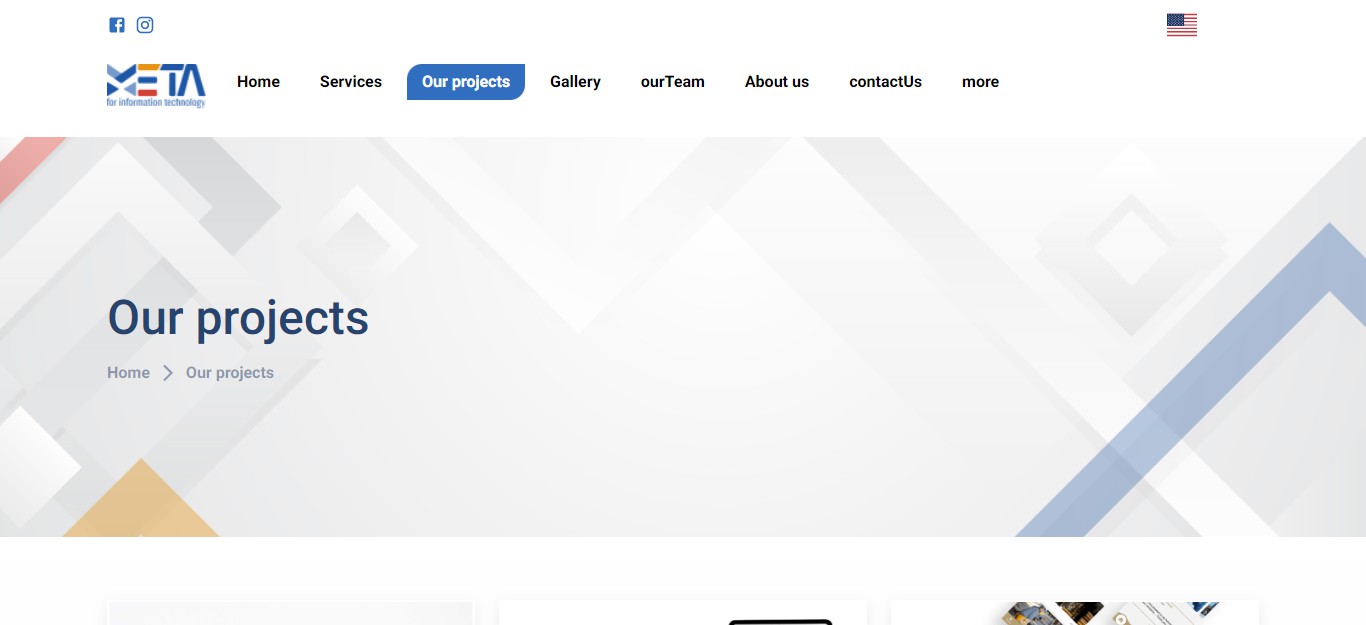 META
for information technology
Home
Services
Our projects
Gallery
ourTeam
About us
contactUs
more
Our projects
Home
Our projects